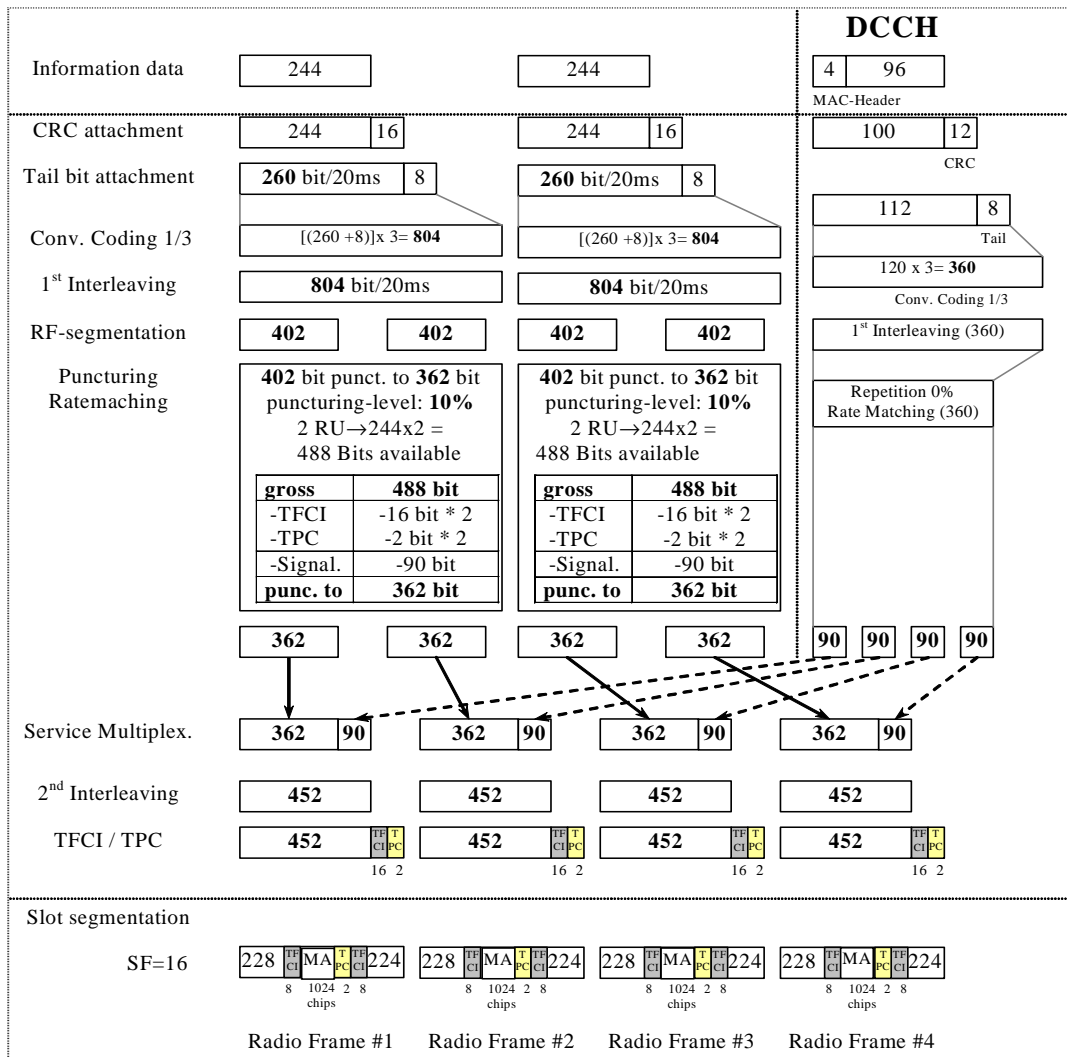 DCCH
Information data 244 244 4 96
MAC-Header
CRC attachment 244 16 244 16 100 12
CRC
Tail bit attachment 260 bit/20ms 8 260 bit/20ms 8
112 8
Tail
Conv. Coding 1/3 [(260 +8)]x 3= 804 [(260 +8)]x 3= 804
120 x 3= 360
Conv. Coding 1/3
1st Interleaving 804 bit/20ms 804 bit/20ms
RF-segmentation 402 402 402 402 1st Interleaving (360)
Puncturing
Ratemaching
402 bit punct. to 362 bit
puncturing-level: 10%
2 RU→244x2 =
488 Bits available
gross 488 bit
-TFCI -16 bit * 2
-TPC -2 bit * 2
-Signal. -90 bit
punc. to 362 bit
402 bit punct. to 362 bit
puncturing-level: 10%
2 RU→244x2 =
488 Bits available
gross 488 bit
-TFCI -16 bit * 2
-TPC -2 bit * 2
-Signal. -90 bit
punc. to 362 bit
Repetition 0%
Rate Matching (360)
362 362 362 362 90 90 90 90
Service Multiplex. 362 90 362 90 362 90 362 90
2nd Interleaving 452 452 452 452
TFCI / TPC 452 TF CI T PC 452 TF CI T PC 452 TF CI T PC 452 TF CI T PC
16 2 16 2 16 2 16 2
Slot segmentation
SF=16 228 TF CI MA T PC TF CI 224 228 TF CI MA T PC TF CI 224 228 TF CI MA T PC TF CI 224 228 TF CI MA T PC TF CI 224
8 1024 chips 2 8 8 1024 chips 2 8 8 1024 chips 2 8 8 1024 chips 2 8
Radio Frame #1 Radio Frame #2 Radio Frame #3 Radio Frame #4